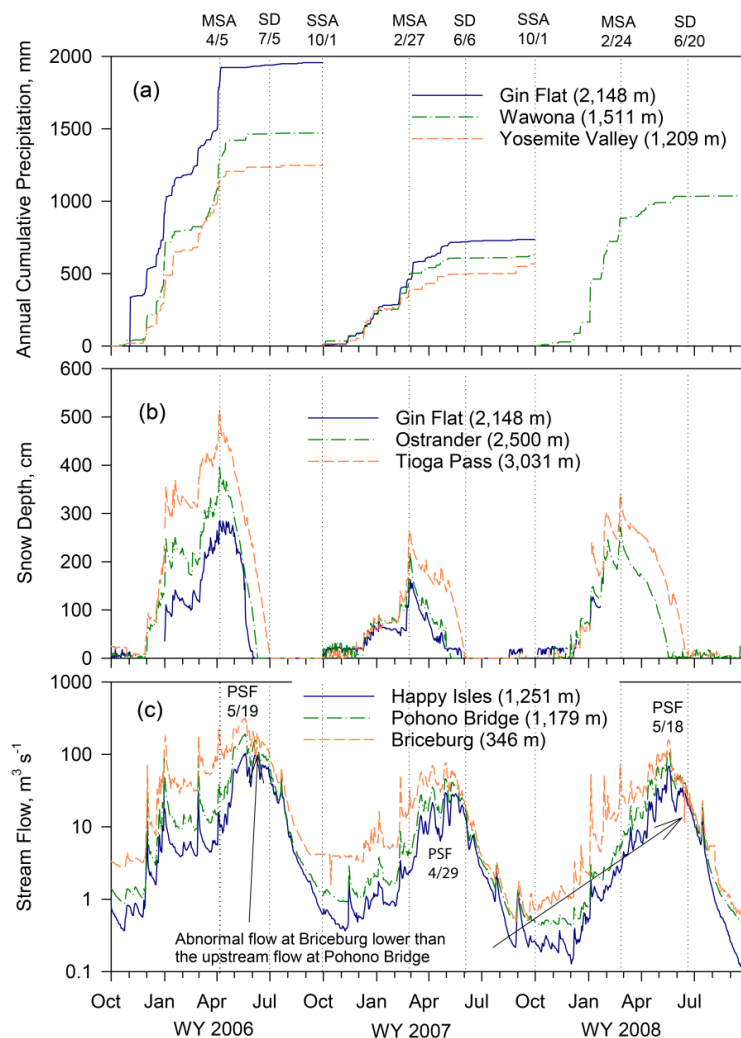 MSA SD SSA MSA SD SSA MSA SD
4/5 7/5 10/1 2/27 6/6 10/1 2/24 6/20
2000
1500
1000
500
0
Annual Cumulative Precipitation, mm
(a)
Gin Flat (2,148 m)
Wawona (1,511 m)
Yosemite Valley (1,209 m)
600
500
400
300
200
100
0
Snow Depth, cm
(b)
Gin Flat (2,148 m)
Ostrander (2,500 m)
Tioga Pass (3,031 m)
1000
100
10
1
0.1
Stream Flow, m³ s⁻¹
(c)
PSF
5/19
Happy Isles (1,251 m)
Pohono Bridge (1,179 m)
Briceburg (346 m)
PSF
5/18
PSF
4/29
Abnormal flow at Briceburg lower than
the upstream flow at Pohono Bridge
Oct Jan Apr Jul Oct Jan Apr Jul Oct Jan Apr Jul
WY 2006 WY 2007 WY 2008